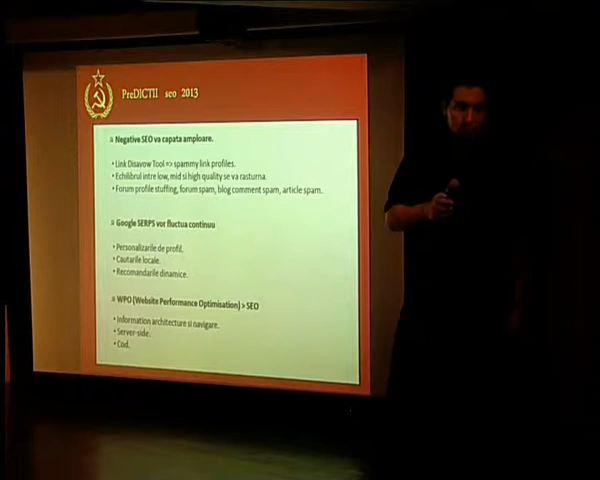 PreDICTII seo 2013
Negative SEO va capata amploare.
• Link Disavow Tool => spammy link profiles.
• Echilibrul intre low, mid si high quality se va rasturna.
• Forum profile stuffing, forum spam, blog comment spam, article spam.
Google SERPS vor fluctua continuu
• Personalizarile de profil.
• Cautarile locale.
• Recomandarile dinamice.
WPO (Website Performance Optimisation) > SEO
• Information architecture si navigare.
• Server-side.
• Cod.